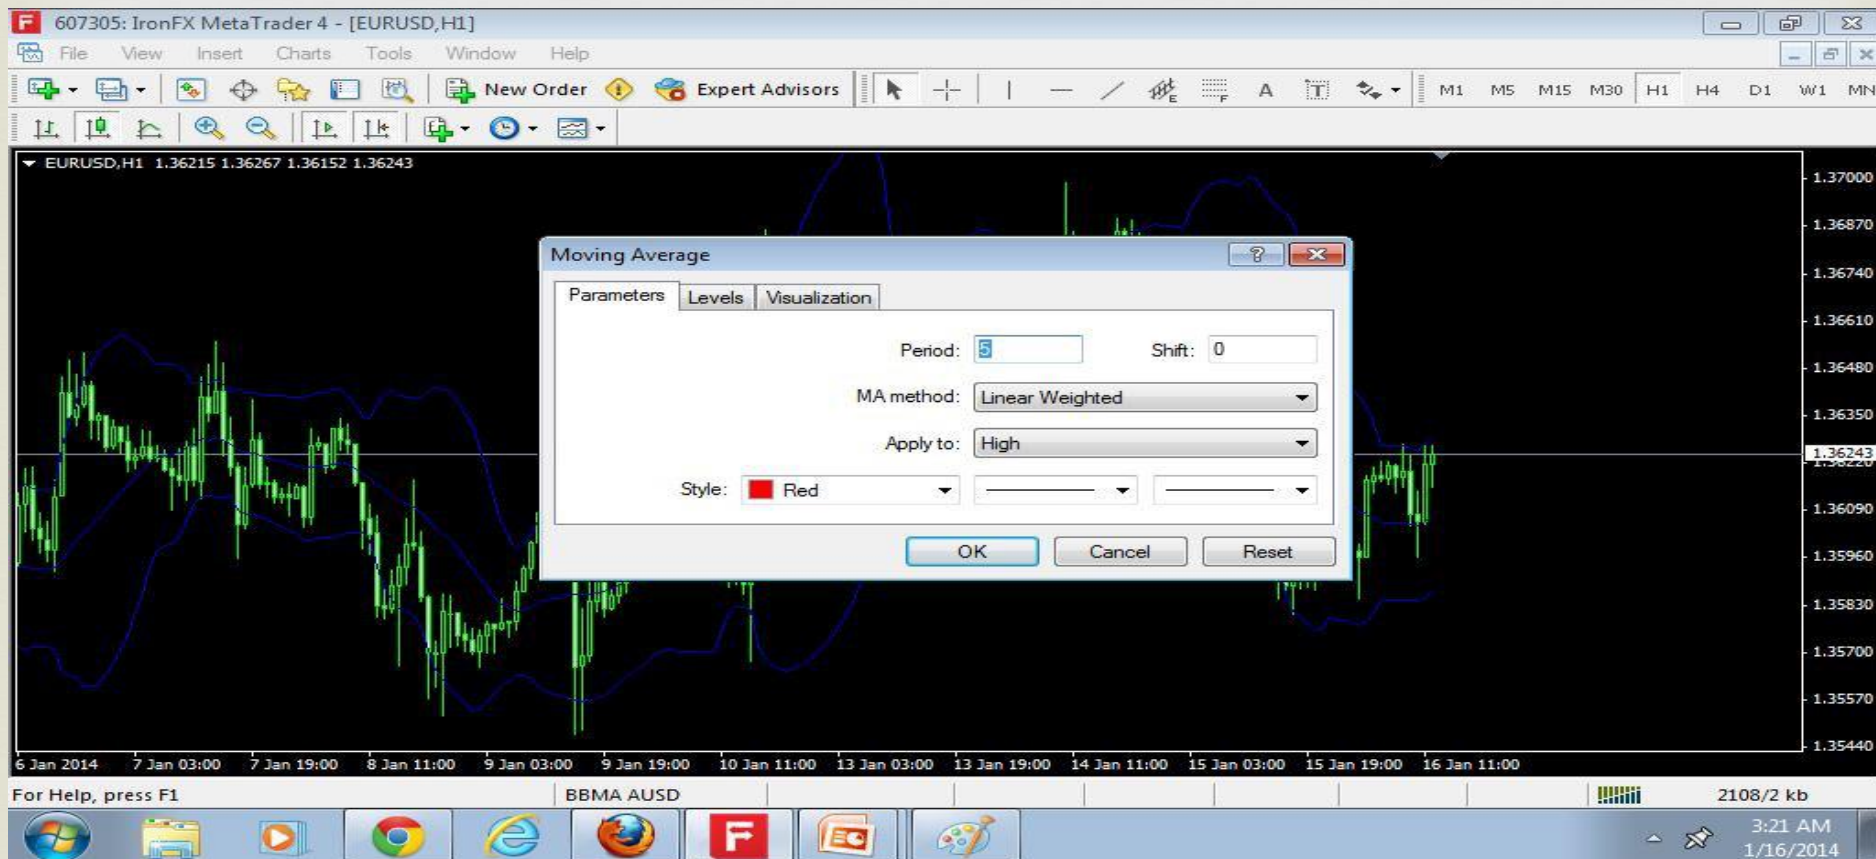 607305: IronFX MetaTrader 4 - [EURUSD,H1]
File View Insert Charts Tools Window Help
New Order Expert Advisors E F A T M1 M5 M15 M30 H1 H4 D1 W1 MN
EURUSD,H1 1.36215 1.36267 1.36152 1.36243
1.37000
1.36870
1.36740
1.36610
1.36480
1.36350
1.36243
1.36220
1.36090
1.35960
1.35830
1.35700
1.35570
1.35440
Moving Average
Parameters Levels Visualization
Period: 5 Shift: 0
MA method: Linear Weighted
Apply to: High
Style: Red
OK Cancel Reset
6 Jan 2014 7 Jan 03:00 7 Jan 19:00 8 Jan 11:00 9 Jan 03:00 9 Jan 19:00 10 Jan 11:00 13 Jan 03:00 13 Jan 19:00 14 Jan 11:00 15 Jan 03:00 15 Jan 19:00 16 Jan 11:00
For Help, press F1 BBMA AUSD 2108/2 kb
3:21 AM
1/16/2014